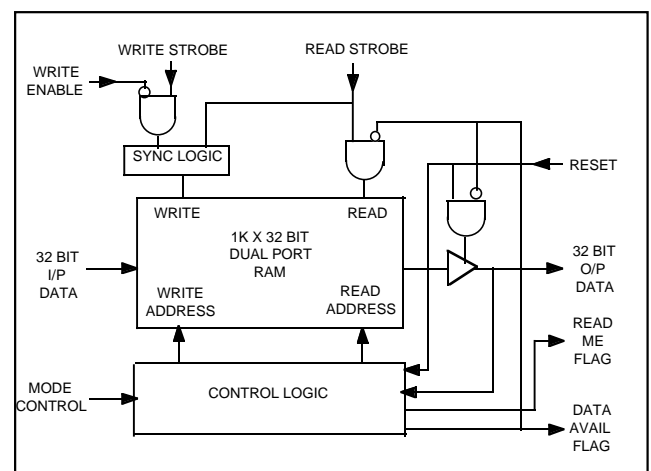 WRITE STROBE
READ STROBE
WRITE
ENABLE
SYNC LOGIC
RESET
WRITE
READ
1K X 32 BIT
DUAL PORT
RAM
32 BIT
I/P
DATA
32 BIT
O/P
DATA
WRITE
ADDRESS
READ
ADDRESS
READ
ME
FLAG
MODE
CONTROL
CONTROL LOGIC
DATA
AVAIL
FLAG